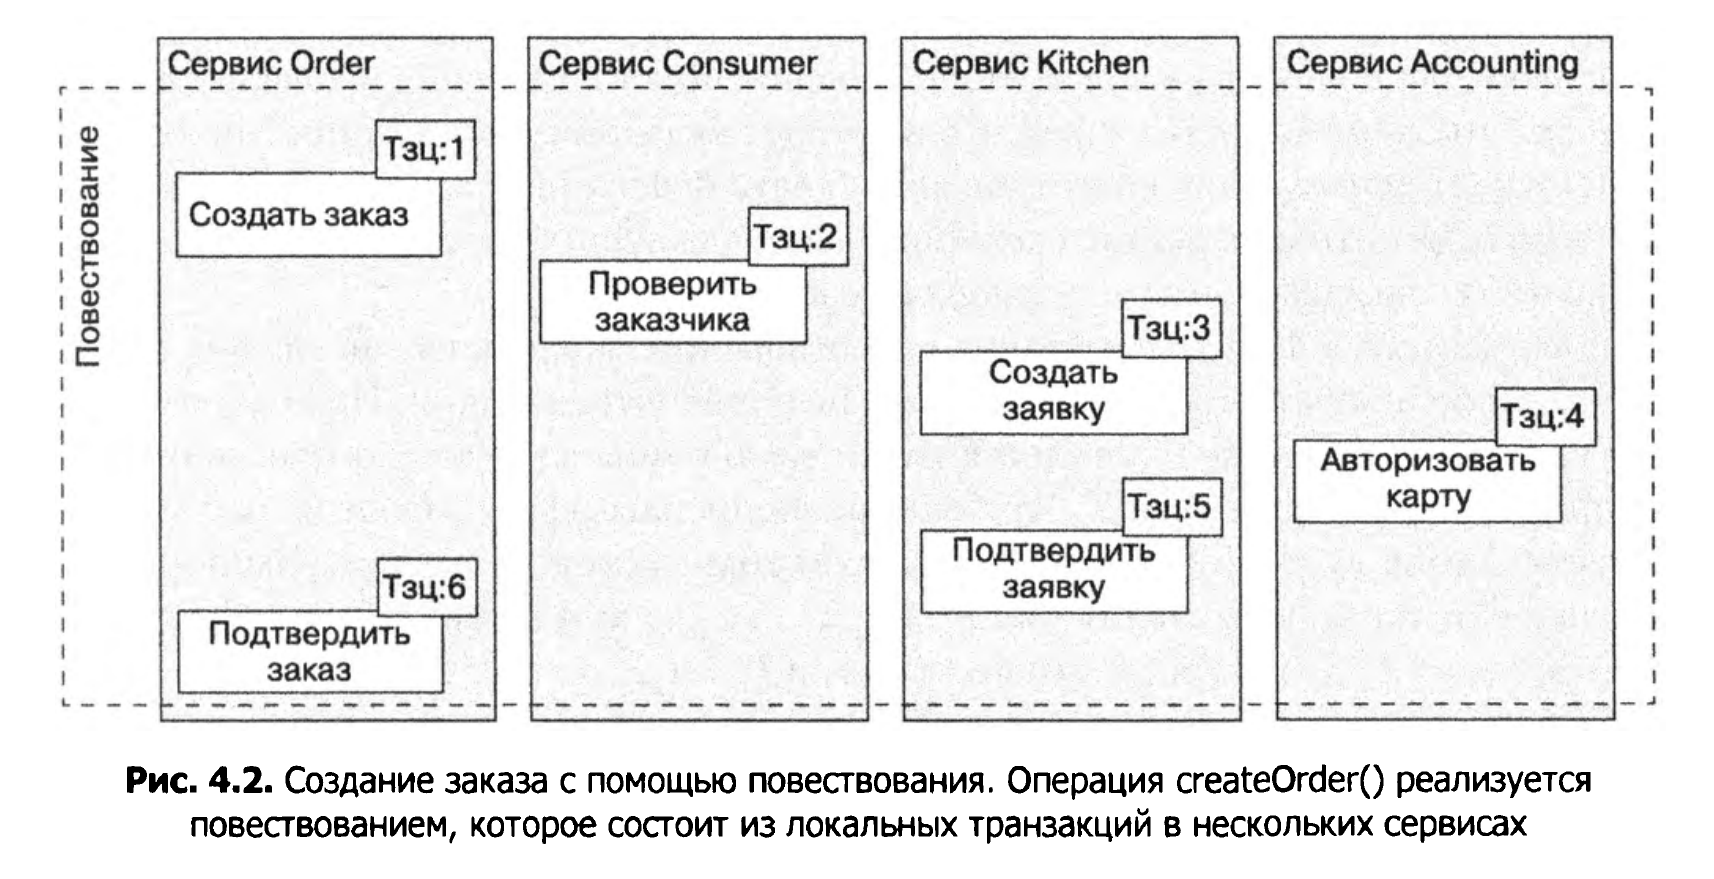 Сервис Order
Сервис Consumer
Сервис Kitchen
Сервис Accounting
Повествование
Тзц:1
Создать заказ
Тзц:2
Проверить
заказчика
Тзц:3
Создать
заявку
Тзц:4
Авторизовать
карту
Тзц:5
Подтвердить
заявку
Тзц:6
Подтвердить
заказ
Рис. 4.2. Создание заказа с помощью повествования. Операция createOrder() реализуется
повествованием, которое состоит из локальных транзакций в нескольких сервисах